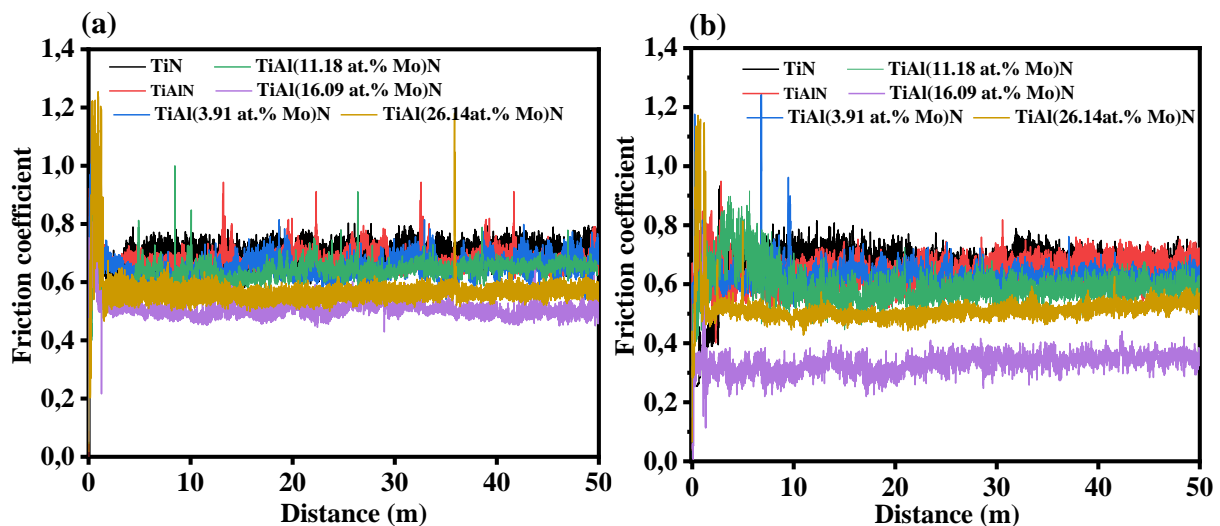 (a)
1,4
1,2
1,0
0,8
0,6
0,4
0,2
0,0
Friction coefficient
TiN TiAl(11.18 at.% Mo)N
TiAlN TiAl(16.09 at.% Mo)N
TiAl(3.91 at.% Mo)N TiAl(26.14at.% Mo)N
0 10 20 30 40 50
Distance (m)
(b)
1,4
1,2
1,0
0,8
0,6
0,4
0,2
0,0
Friction coefficient
TiN TiAl(11.18 at.% Mo)N
TiAlN TiAl(16.09 at.% Mo)N
TiAl(3.91 at.% Mo)N TiAl(26.14at.% Mo)N
0 10 20 30 40 50
Distance (m)